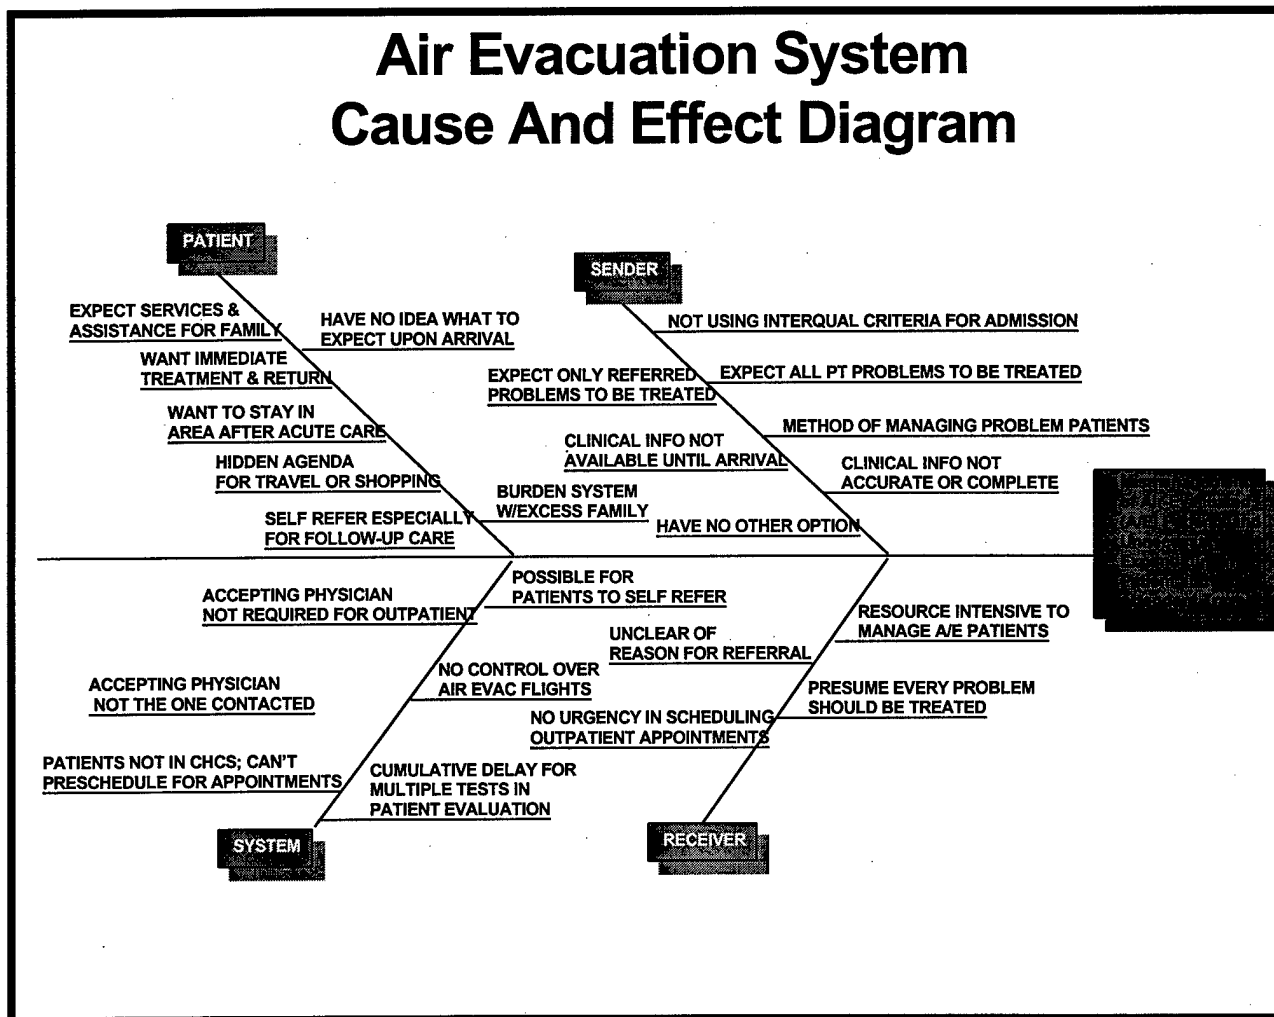 Air Evacuation System
Cause And Effect Diagram
PATIENT
EXPECT SERVICES &
ASSISTANCE FOR FAMILY
HAVE NO IDEA WHAT TO
EXPECT UPON ARRIVAL
WANT IMMEDIATE
TREATMENT & RETURN
WANT TO STAY IN
AREA AFTER ACUTE CARE
HIDDEN AGENDA
FOR TRAVEL OR SHOPPING
BURDEN SYSTEM
W/EXCESS FAMILY
SELF REFER ESPECIALLY
FOR FOLLOW-UP CARE
SENDER
NOT USING INTERQUAL CRITERIA FOR ADMISSION
EXPECT ONLY REFERRED
PROBLEMS TO BE TREATED
EXPECT ALL PT PROBLEMS TO BE TREATED
METHOD OF MANAGING PROBLEM PATIENTS
CLINICAL INFO NOT
AVAILABLE UNTIL ARRIVAL
CLINICAL INFO NOT
ACCURATE OR COMPLETE
HAVE NO OTHER OPTION
ACCEPTING PHYSICIAN
NOT REQUIRED FOR OUTPATIENT
POSSIBLE FOR
PATIENTS TO SELF REFER
NO CONTROL OVER
AIR EVAC FLIGHTS
ACCEPTING PHYSICIAN
NOT THE ONE CONTACTED
PATIENTS NOT IN CHCS; CAN'T
PRESCHEDULE FOR APPOINTMENTS
CUMULATIVE DELAY FOR
MULTIPLE TESTS IN
PATIENT EVALUATION
SYSTEM
RESOURCE INTENSIVE TO
MANAGE A/E PATIENTS
UNCLEAR OF
REASON FOR REFERRAL
PRESUME EVERY PROBLEM
SHOULD BE TREATED
NO URGENCY IN SCHEDULING
OUTPATIENT APPOINTMENTS
RECEIVER